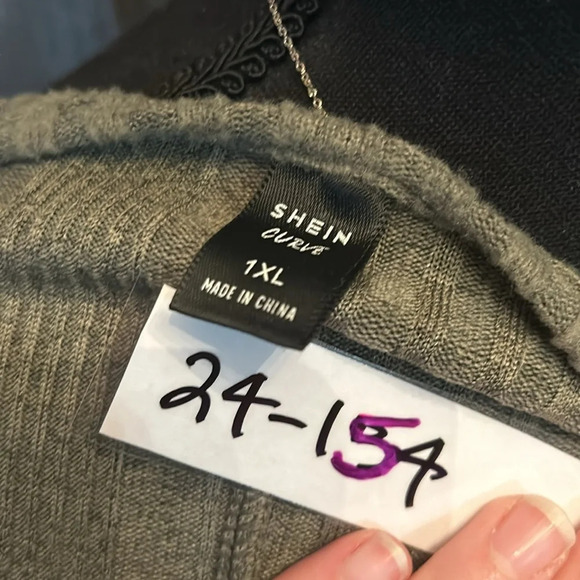 SHEIN
CURVE
1XL
MADE IN CHINA
24-154